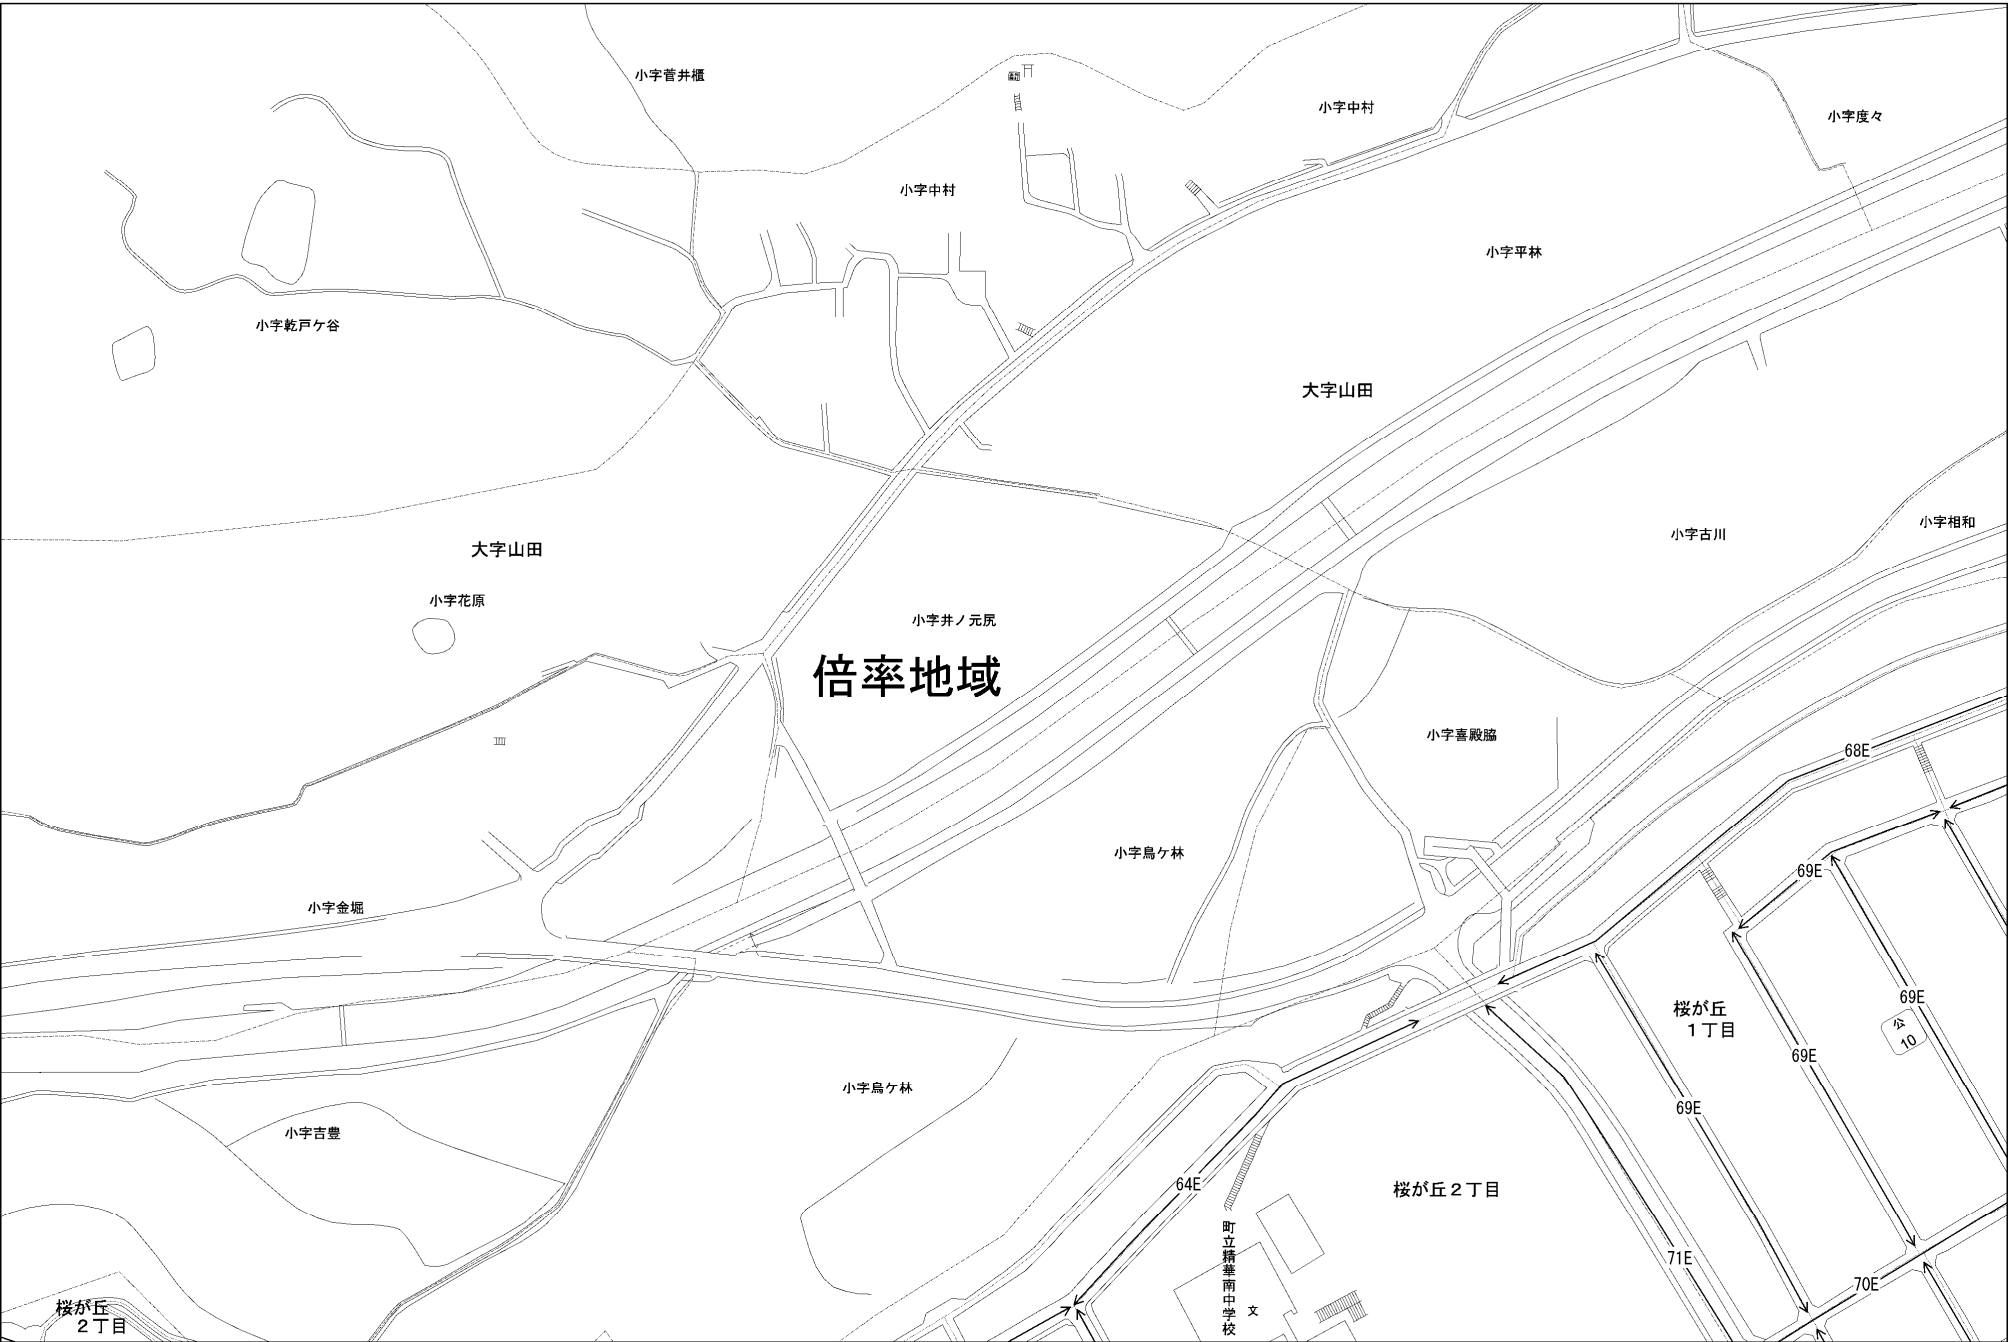 小字菅井櫃
小字中村
小字度々
小字中村
小字平林
小字乾戸ケ谷
大字山田
小字相和
小字古川
大字山田
小字花原
小字井ノ元尻
倍率地域
小字喜殿脇
68E
小字鳥ケ林
69E
小字金堀
69E
桜が丘
1丁目
公
10
69E
小字烏ケ林
69E
小字吉豊
64E
桜が丘2丁目
町立精華南中学校
文
71E
70E
桜が丘
2丁目